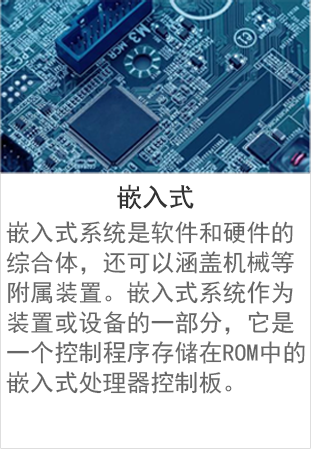 嵌入式
嵌入式系统是软件和硬件的
综合体，还可以涵盖机械等
附属装置。嵌入式系统作为
装置或设备的一部分，它是
一个控制程序存储在ROM中的
嵌入式处理器控制板。